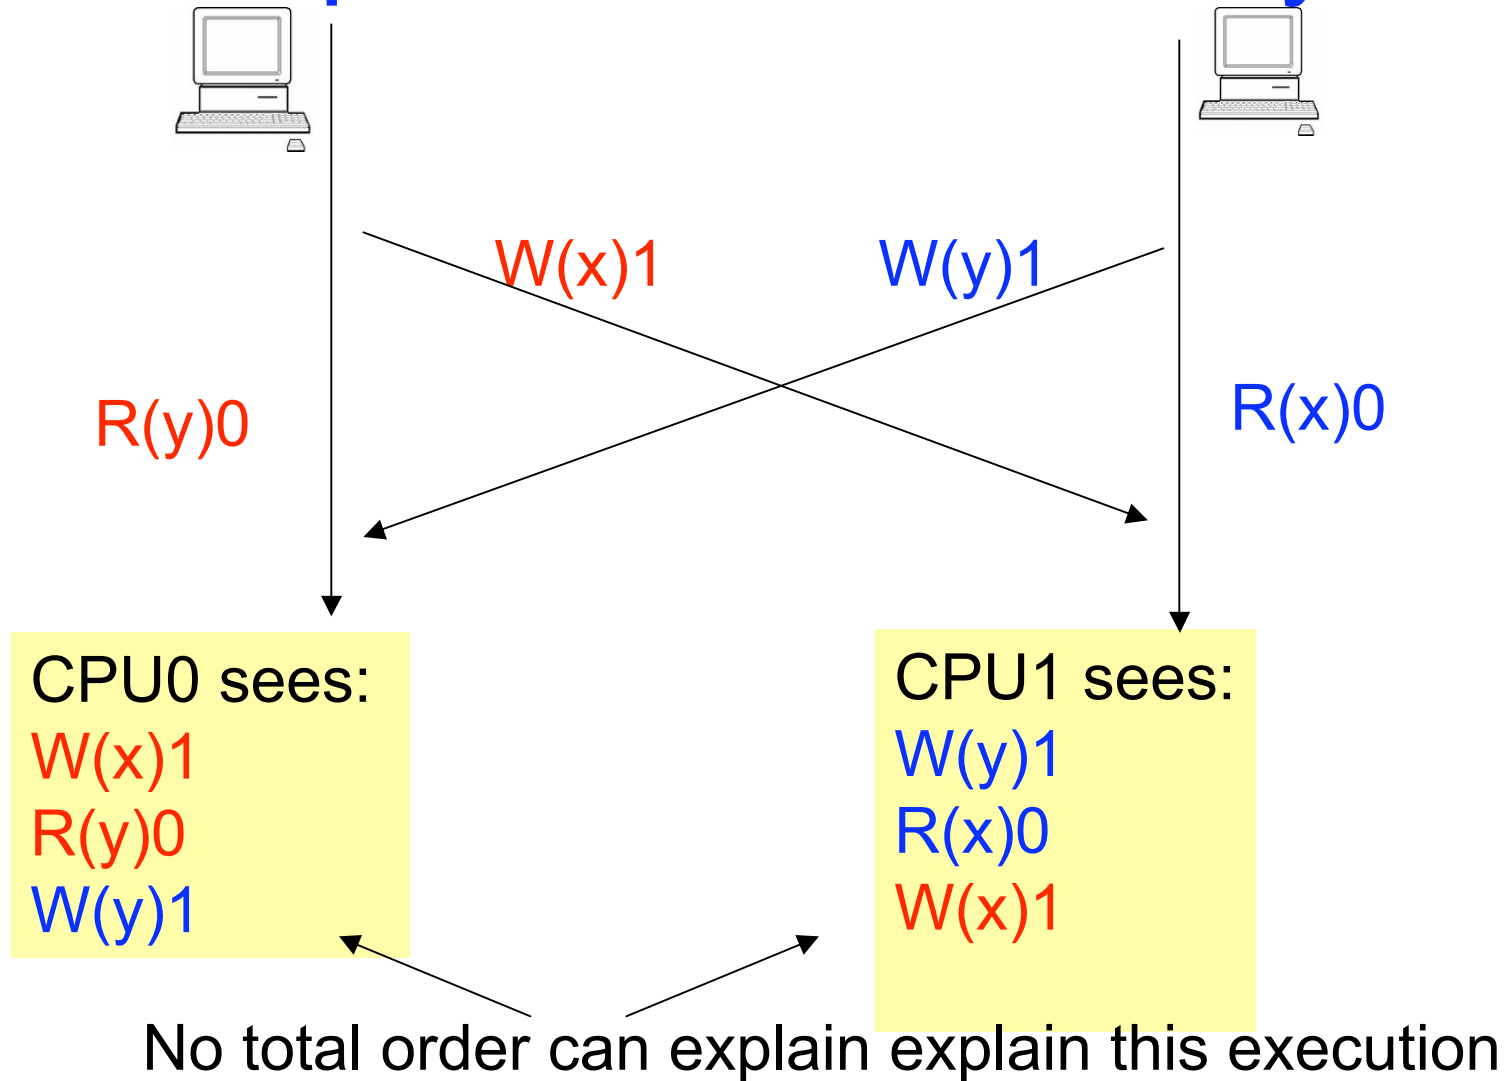 W(x)1
W(y)1
R(y)0
R(x)0
CPU0 sees:
W(x)1
R(y)0
W(y)1
CPU1 sees:
W(y)1
R(x)0
W(x)1
No total order can explain explain this execution